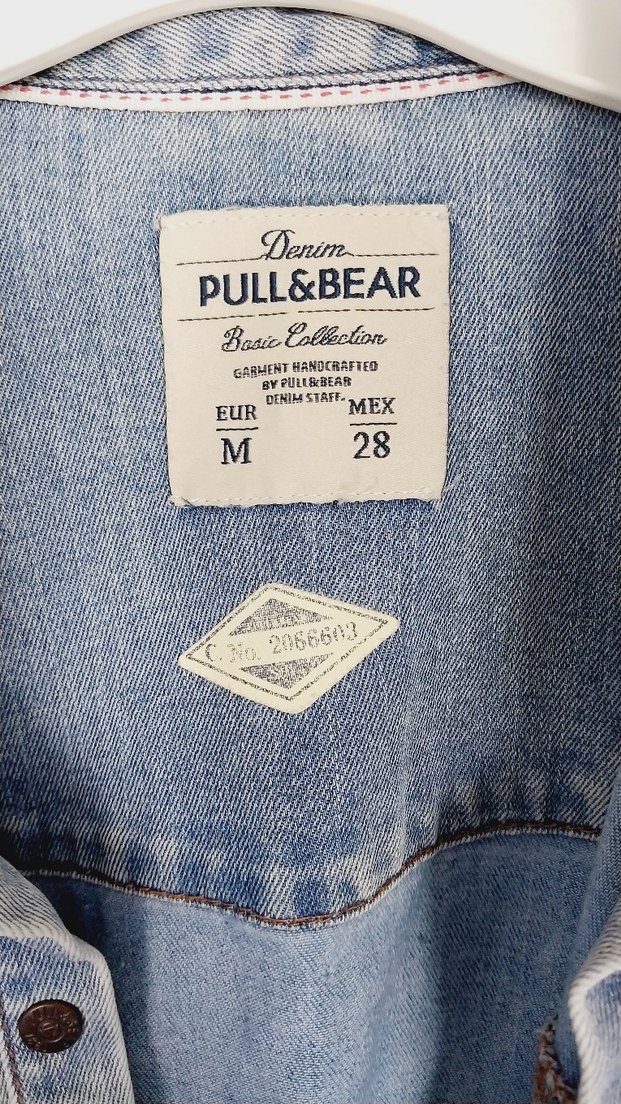 Denim
PULL&BEAR
Basic Collection
GARMENT HANDCRAFTED
BY PULL&BEAR
DENIM STAFF.
EUR MEX
M 28
C.No. 2066603